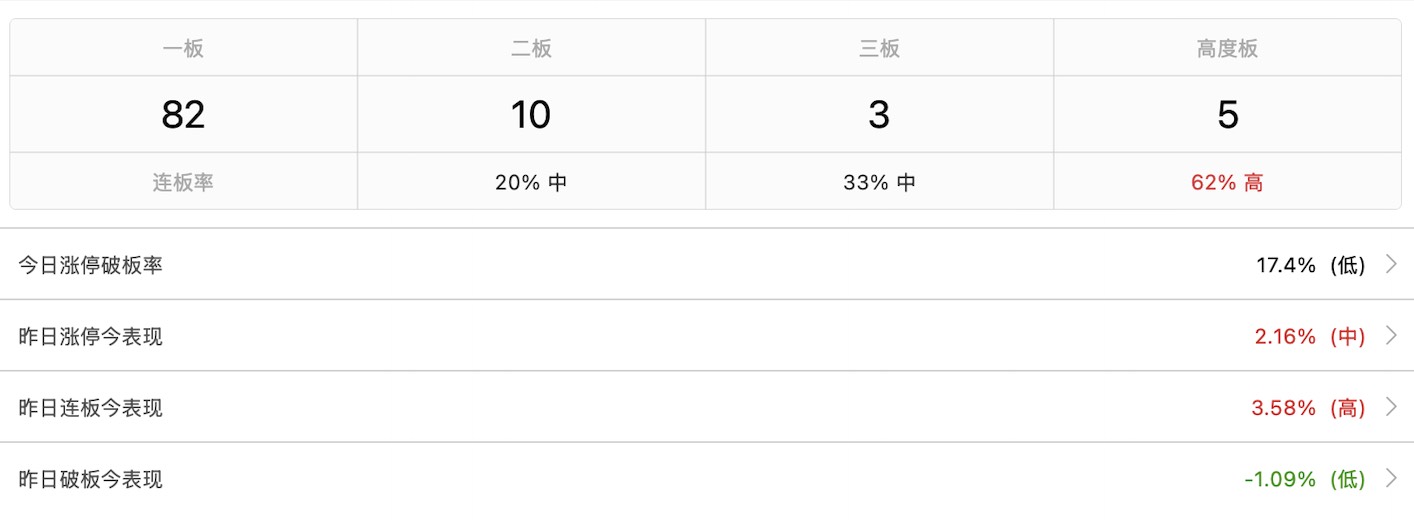 一板 二板 三板 高度板
82 10 3 5
连板率 20% 中 33% 中 62% 高
今日涨停破板率 17.4% (低)
昨日涨停今表现 2.16% (中)
昨日连板今表现 3.58% (高)
昨日破板今表现 -1.09% (低)